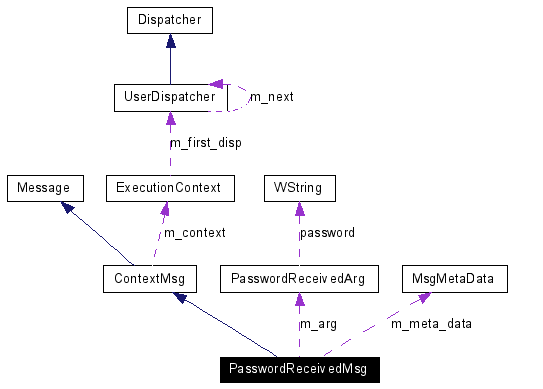 Dispatcher
UserDispatcher
m_next
m_first_disp
Message
ExecutionContext
WString
m_context
password
ContextMsg
PasswordReceivedArg
MsgMetaData
m_arg
m_meta_data
PasswordReceivedMsg